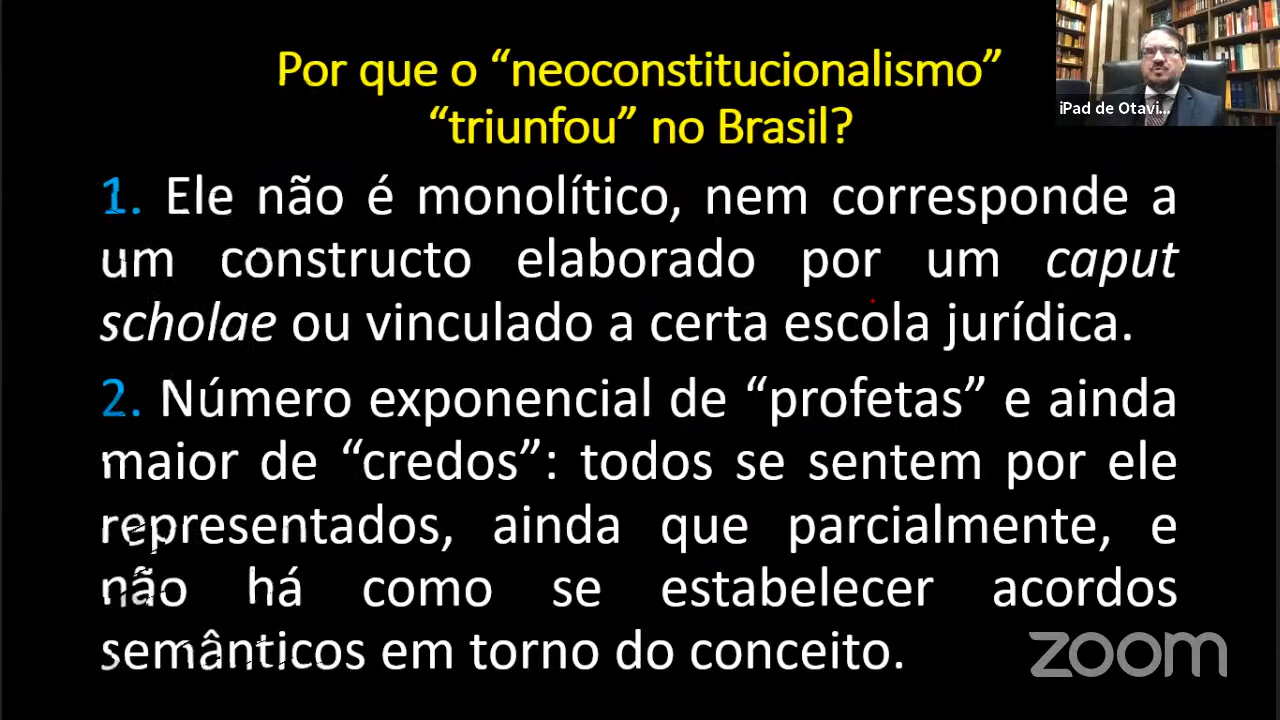 Por que o “neoconstitucionalismo”
“triunfou” no Brasil?
iPad de Otavi...
1. Ele não é monolítico, nem corresponde a
um constructo elaborado por um caput
scholae ou vinculado a certa escola jurídica.
2. Número exponencial de “profetas” e ainda
maior de “credos”: todos se sentem por ele
representados, ainda que parcialmente, e
não há como se estabelecer acordos
semânticos em torno do conceito.
zoom